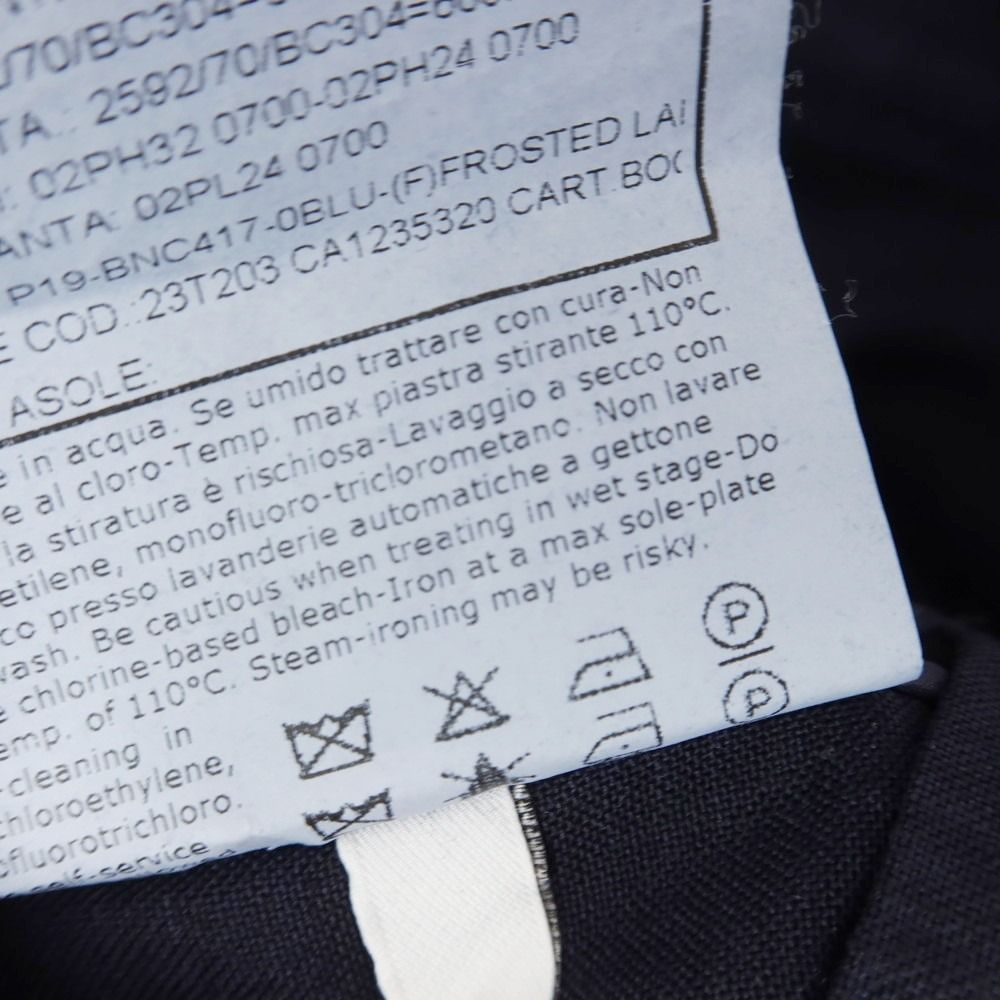 /70/BC304=
TA.: 2592/70/BC304=
: 02PH32 0700-02PH24 0700
ANTA: 02PL24 0700
P19-BNC417-0BLU-(F)FROSTED LAI
E COD.:23T203 CA1235320 CART.BO
ASOLE:
e in acqua. Se umido trattare con cura-Non
e al cloro-Temp. max piastra stirante 110°C.
la stiratura è rischiosa-Lavaggio a secco con
etilene, monofluoro-triclorometano. Non lavare
co presso lavanderie automatiche a gettone
wash. Be cautious when treating in wet stage-Do
e chlorine-based bleach-Iron at a max sole-plate
emp. of 110°C. Steam-ironing may be risky.
-cleaning in
chloroethylene,
ofluorotrichloro.
self-service
P
P